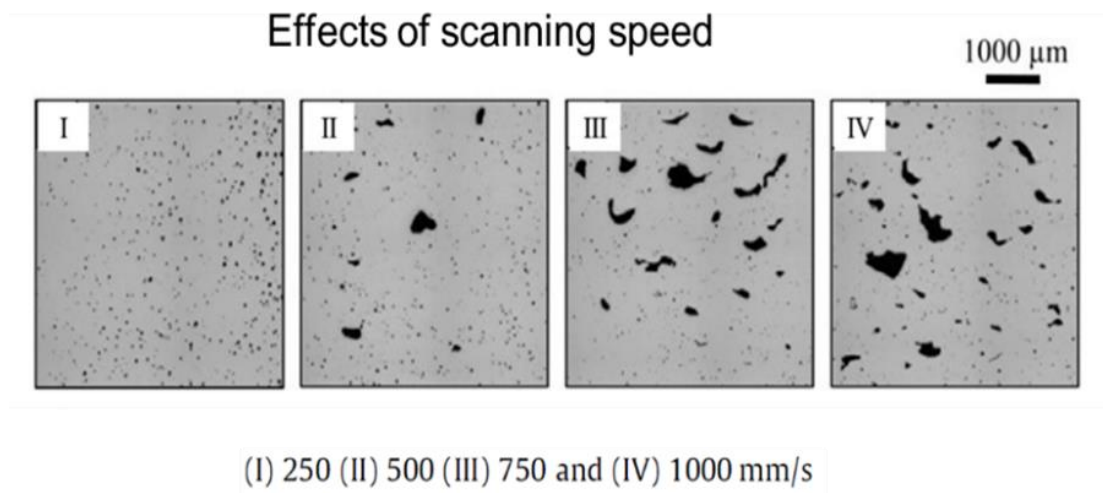 Effects of scanning speed
1000 μm
I
II
III
IV
(I) 250 (II) 500 (III) 750 and (IV) 1000 mm/s